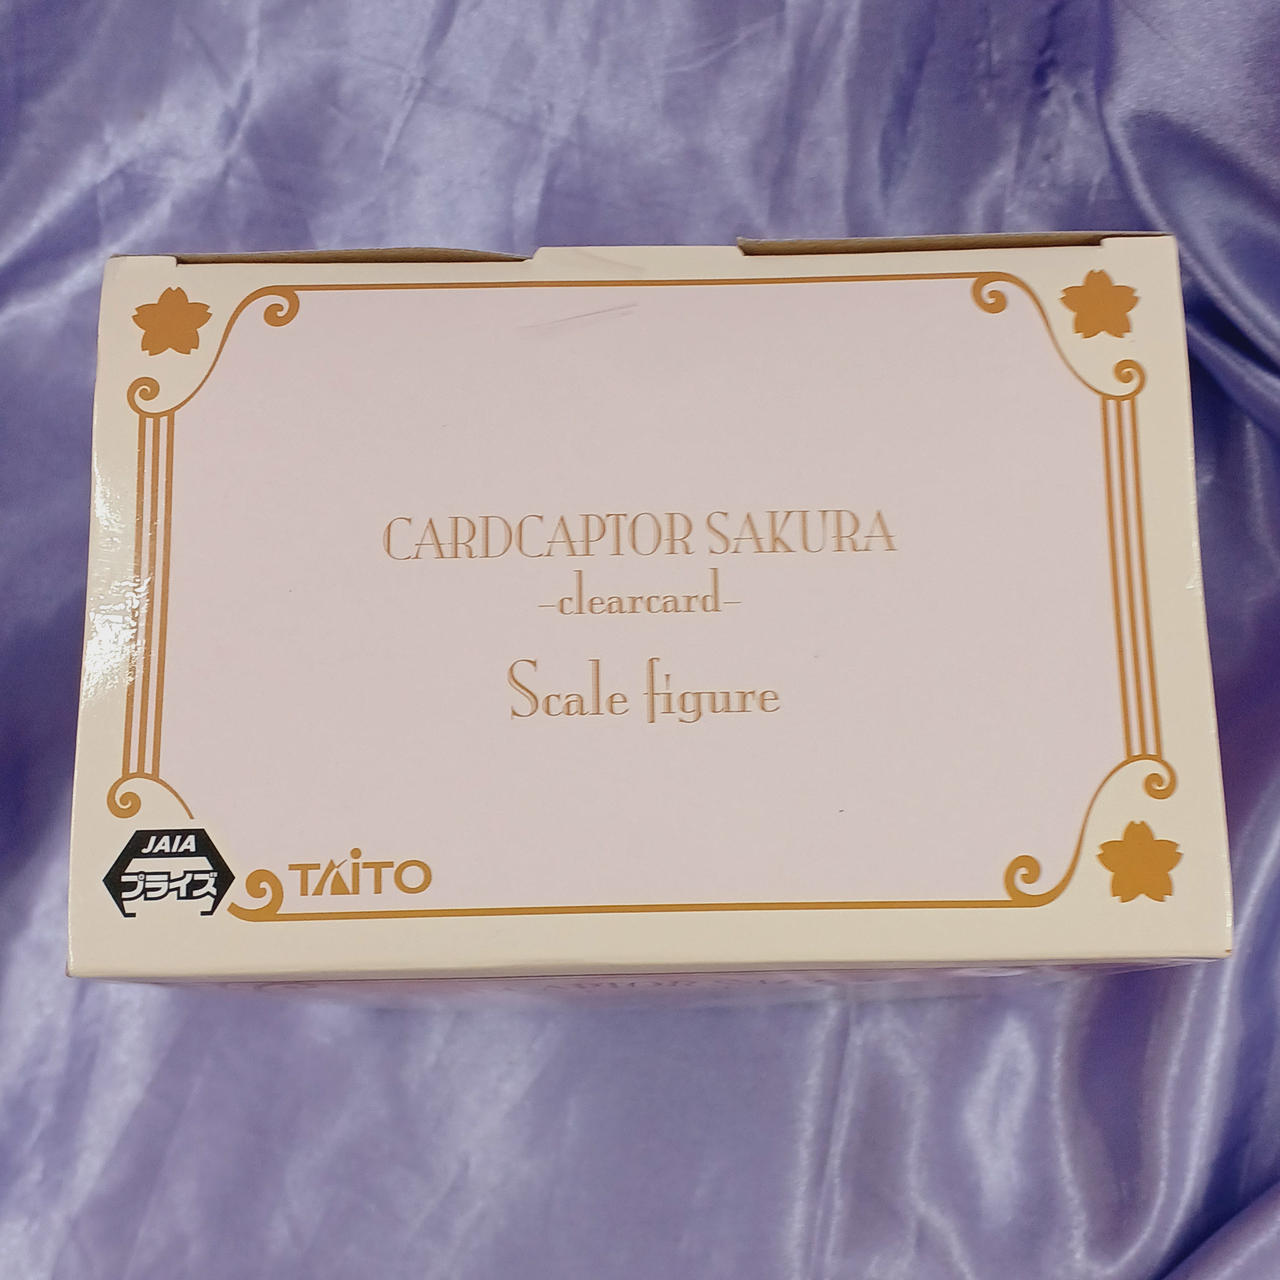 CARDCAPTOR SAKURA
-clearcard-
Scale figure
JAIA
プライズ
TAITO